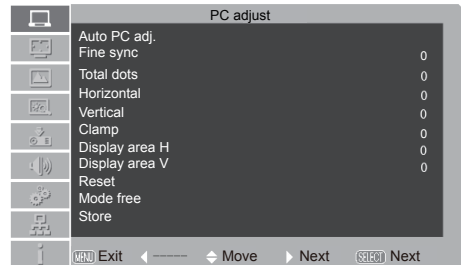 PC adjust
Auto PC adj.
Fine sync 0
Total dots 0
Horizontal 0
Vertical 0
Clamp 0
Display area H 0
Display area V 0
Reset
Mode free
Store
MENU Exit ----- Move Next SELECT Next